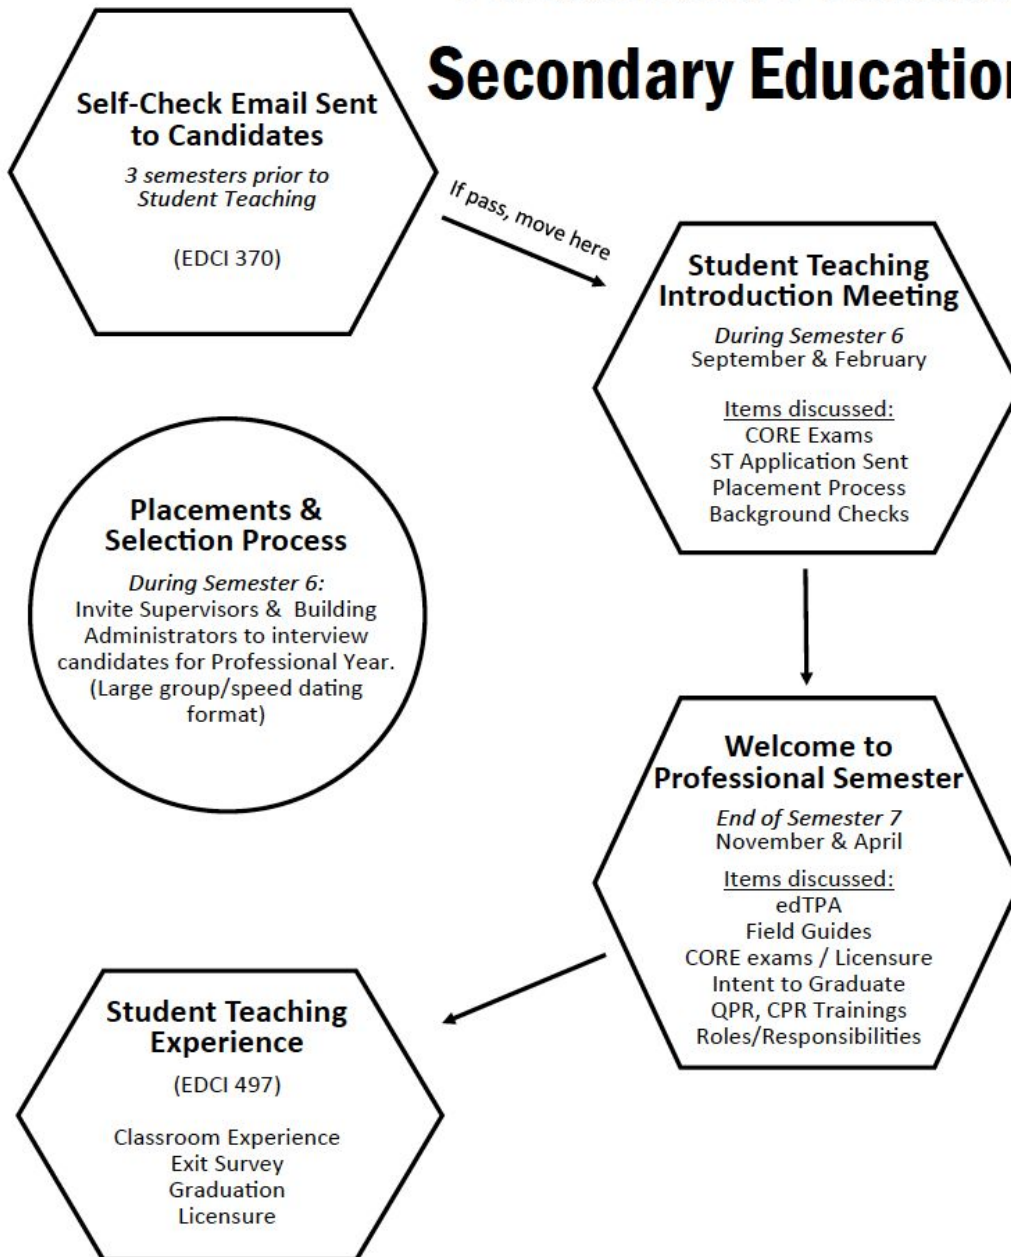 Secondary Education
Self-Check Email Sent
to Candidates
3 semesters prior to
Student Teaching
(EDCI 370)
If pass, move here
Student Teaching
Introduction Meeting
During Semester 6
September & February
Items discussed:
CORE Exams
ST Application Sent
Placement Process
Background Checks
Placements &
Selection Process
During Semester 6:
Invite Supervisors &  Building
Administrators to interview
candidates for Professional Year.
(Large group/speed dating
format)
Welcome to
Professional Semester
End of Semester 7
November & April
Items discussed:
edTPA
Field Guides
CORE exams / Licensure
Intent to Graduate
QPR, CPR Trainings
Roles/Responsibilities
Student Teaching
Experience
(EDCI 497)
Classroom Experience
Exit Survey
Graduation
Licensure